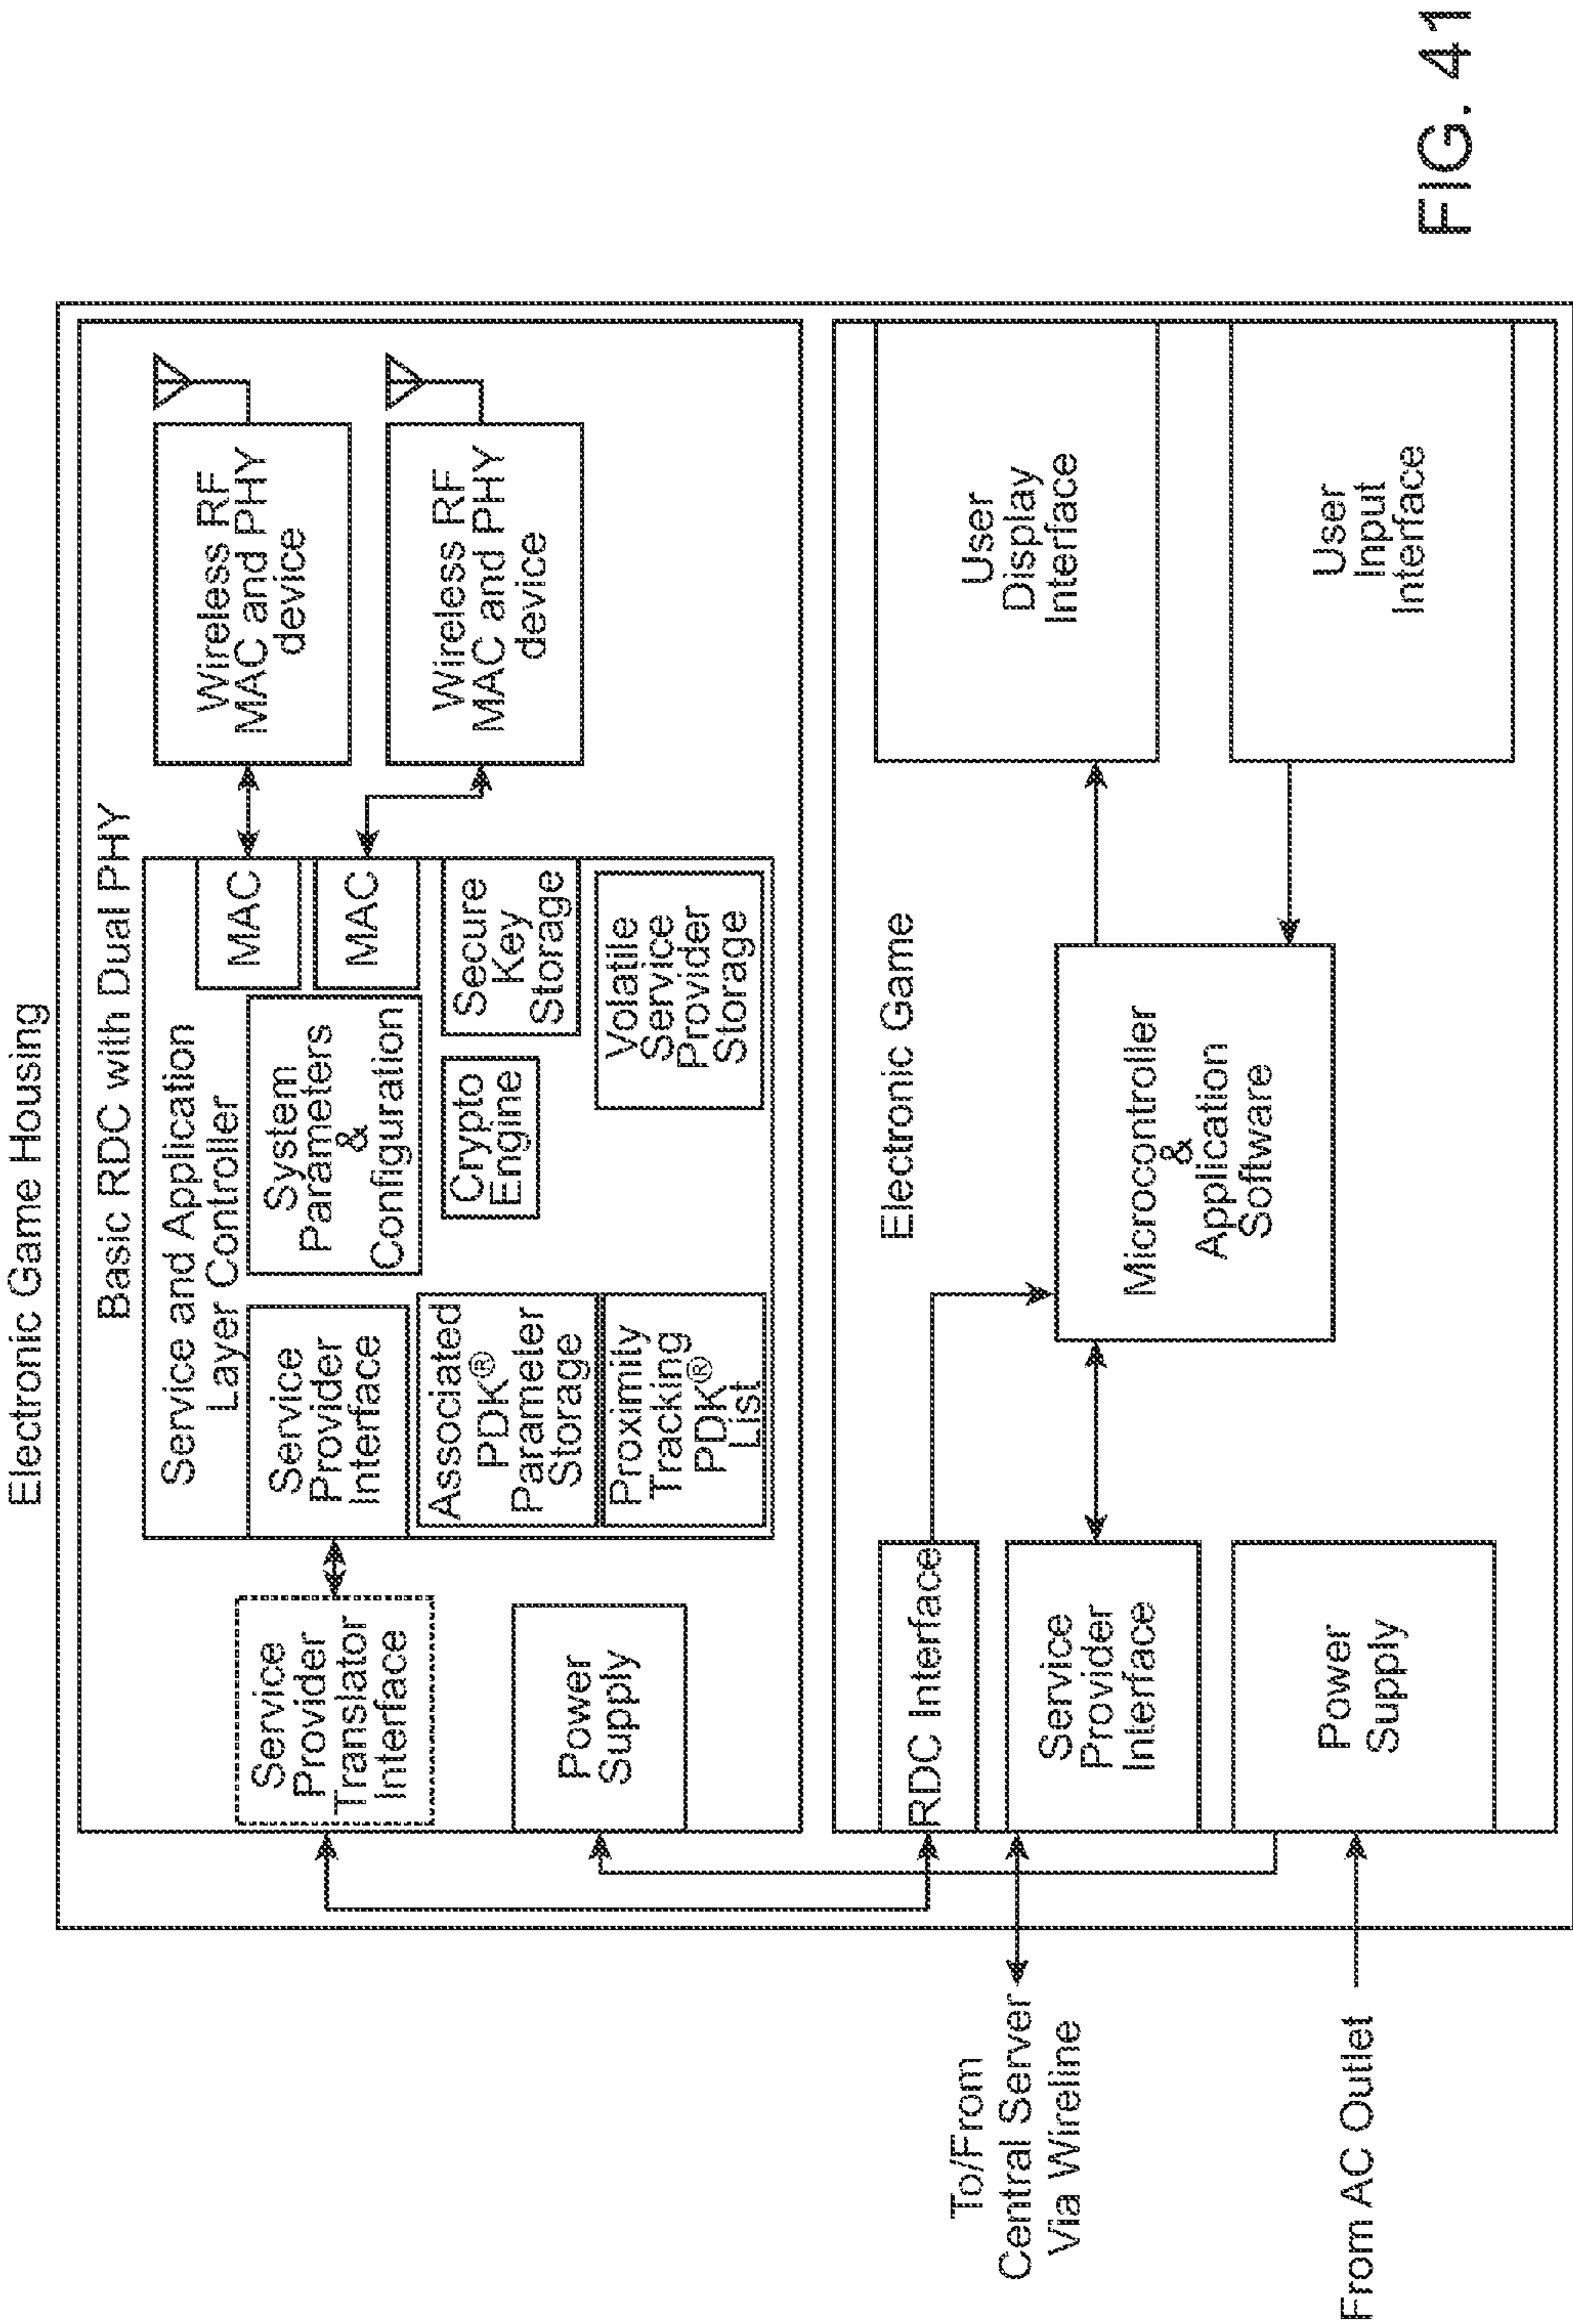 Electronic Game Housing
Basic RDC with Dual PHY
Service and Application
Layer Controller
Service
Provider
Translator
Interface
Power
Supply
Service
Provider
Interface
System
Parameters
&
Configuration
MAC
MAC
Wireless RF
MAC and PHY
device
Wireless RF
MAC and PHY
device
Associated
PDK®
Parameter
Storage
Crypto
Engine
Secure
Key
Storage
Proximity
Tracking
PDK®
List
Volatile
Service
Provider
Storage
Electronic Game
RDC Interface
Service
Provider
Interface
Power
Supply
Microcontroller
&
Application
Software
User
Display
Interface
User
Input
Interface
To/From
Central Server
Via Wireline
From AC Outlet
FIG. 41